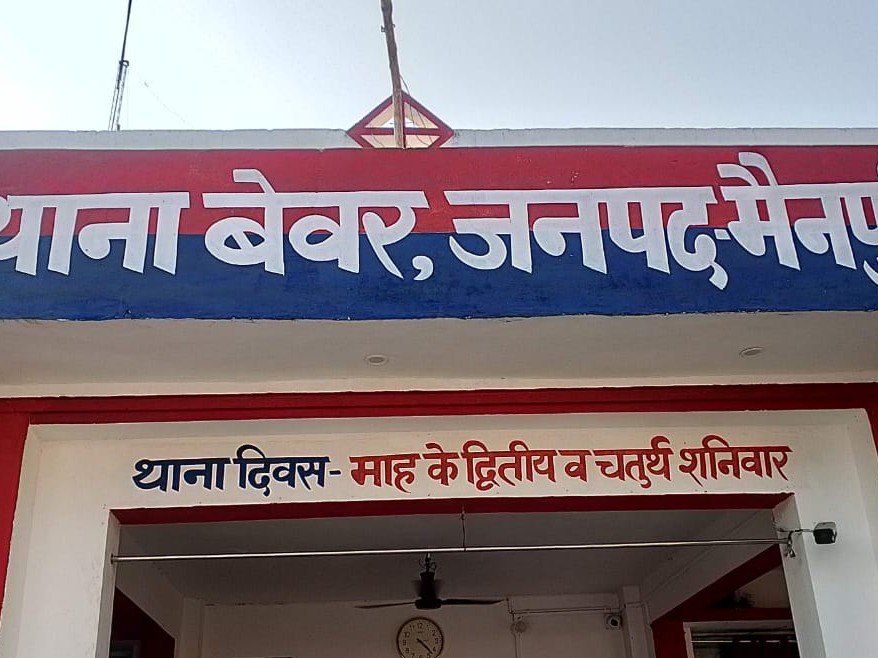 थाना बेवर, जनपद-मैनपु
थाना दिवस- माह के द्वितीय व चतुर्थ शनिवार